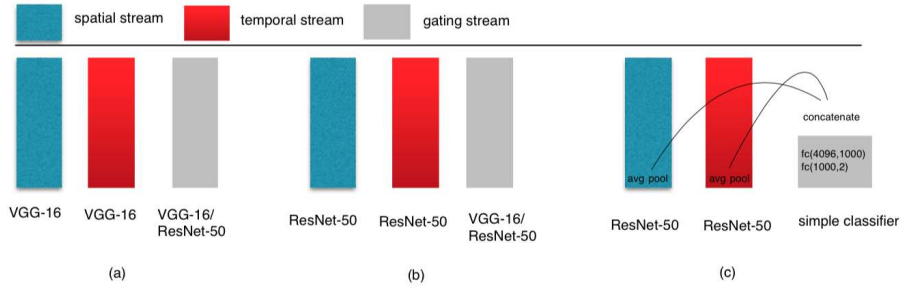 spatial stream temporal stream gating stream
concatenate
fc(4096,1000)
fc(1000,2)
avg pool avg pool
VGG-16 VGG-16 VGG-16/ ResNet-50 ResNet-50 VGG-16/ ResNet-50 ResNet-50 simple classifier
ResNet-50 ResNet-50
(a) (b) (c)